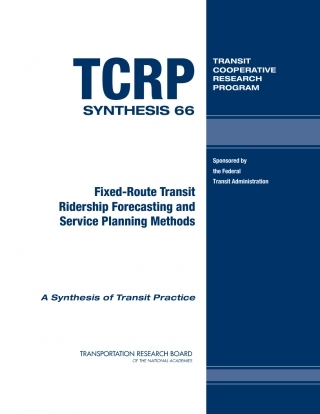 TCRP
SYNTHESIS 66
TRANSIT
COOPERATIVE
RESEARCH
PROGRAM
Sponsored by
the Federal
Transit Administration
Fixed-Route Transit
Ridership Forecasting and
Service Planning Methods
A Synthesis of Transit Practice
TRANSPORTATION RESEARCH BOARD
OF THE NATIONAL ACADEMIES